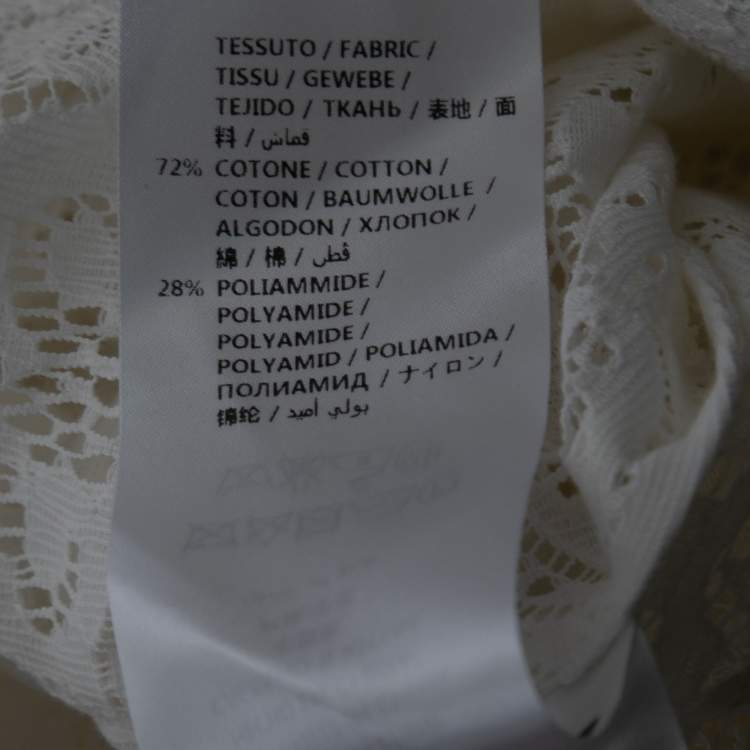 TESSUTO / FABRIC /
TISSU / GEWEBE /
TEJIDO / ТКАНЬ / 表地 / 面
料 / قماش
72% COTONE / COTTON /
COTON / BAUMWOLLE /
ALGODON / ХЛОПОК /
綿 / 棉 / قطن
28% POLIAMMIDE /
POLYAMIDE /
POLYAMIDE /
POLYAMID / POLIAMIDA /
ПОЛИАМИД / ナイロン /
锦纶 / بولي أميد